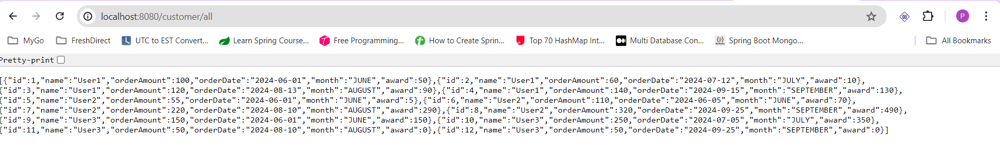 localhost:8080/customer/all
P
MyGo FreshDirect UTC to EST Convert... Learn Spring Course... Free Programming... How to Create Sprin... Top 70 HashMap Int... Multi Database Con... Spring Boot Mongo... All Bookmarks
Pretty-print
[{"id":1,"name":"User1","orderAmount":100,"orderDate":"2024-06-01","month":"JUNE","award":50},{"id":2,"name":"User1","orderAmount":60,"orderDate":"2024-07-12","month":"JULY","award":10},
{"id":3,"name":"User1","orderAmount":120,"orderDate":"2024-08-13","month":"AUGUST","award":90},{"id":4,"name":"User1","orderAmount":140,"orderDate":"2024-09-15","month":"SEPTEMBER","award":130},
{"id":5,"name":"User2","orderAmount":55,"orderDate":"2024-06-01","month":"JUNE","award":5},{"id":6,"name":"User2","orderAmount":110,"orderDate":"2024-06-05","month":"JUNE","award":70},
{"id":7,"name":"User2","orderAmount":220,"orderDate":"2024-08-10","month":"AUGUST","award":290},{"id":8,"name":"User2","orderAmount":320,"orderDate":"2024-09-25","month":"SEPTEMBER","award":490},
{"id":9,"name":"User3","orderAmount":150,"orderDate":"2024-06-01","month":"JUNE","award":150},{"id":10,"name":"User3","orderAmount":250,"orderDate":"2024-07-05","month":"JULY","award":350},
{"id":11,"name":"User3","orderAmount":50,"orderDate":"2024-08-10","month":"AUGUST","award":0},{"id":12,"name":"User3","orderAmount":50,"orderDate":"2024-09-25","month":"SEPTEMBER","award":0}]